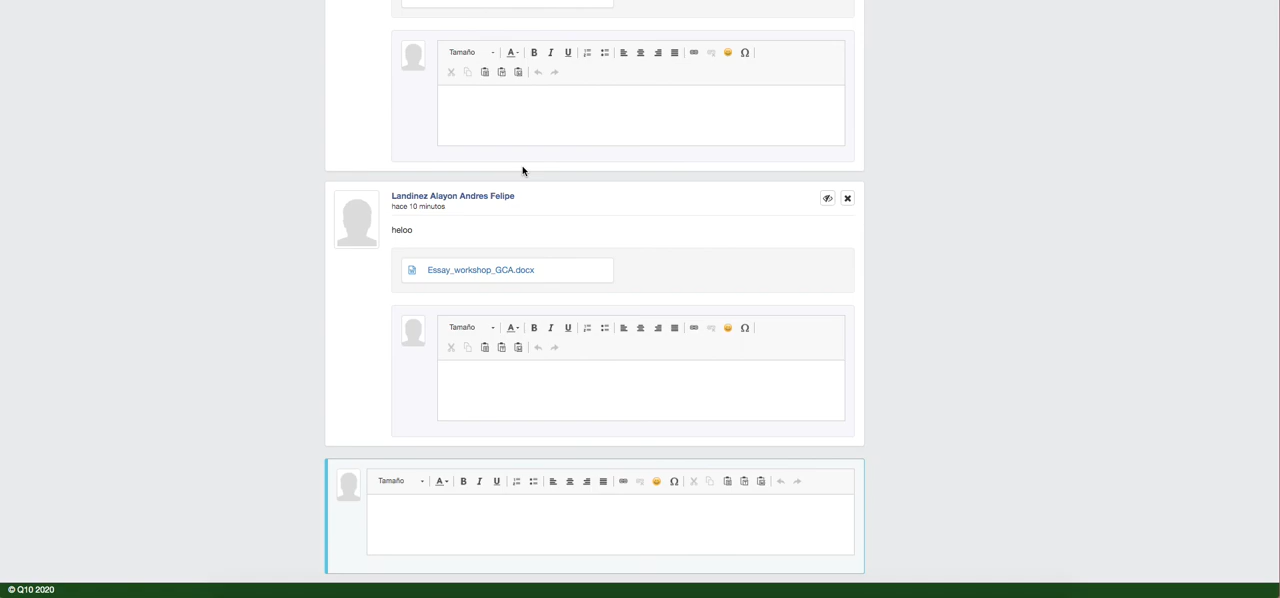 Tamaño
Landinez Alayon Andres Felipe
hace 10 minutos
heloo
Essay_workshop_GCA.docx
Tamaño
Tamaño
© Q10 2020